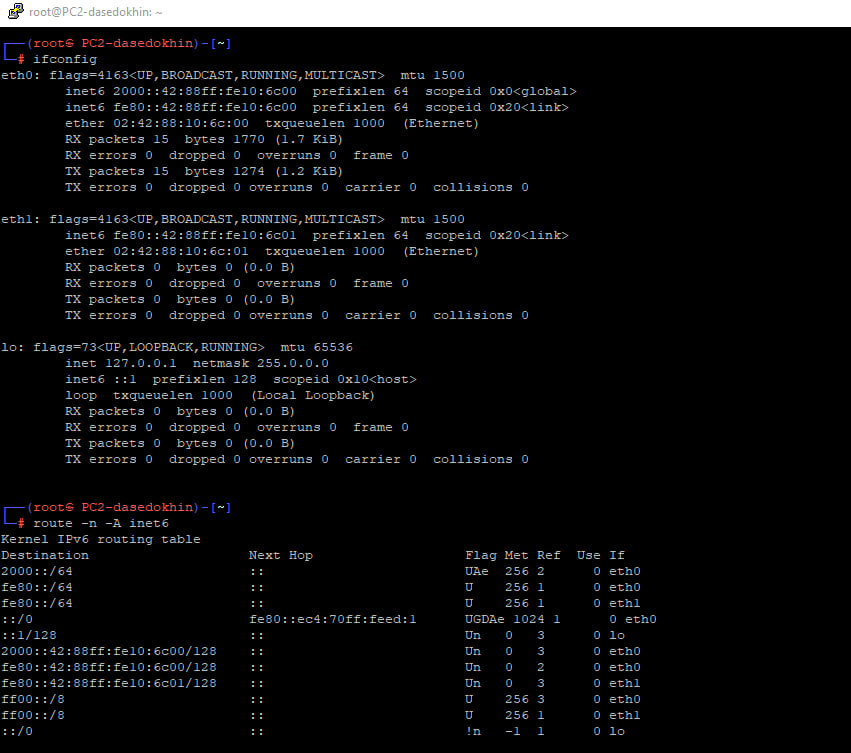 root@PC2-dasedokhin: ~
┌──(root㉿ PC2-dasedokhin)-[~]
└─# ifconfig
eth0: flags=4163<UP,BROADCAST,RUNNING,MULTICAST>  mtu 1500
        inet6 2000::42:88ff:fe10:6c00  prefixlen 64  scopeid 0x0<global>
        inet6 fe80::42:88ff:fe10:6c00  prefixlen 64  scopeid 0x20<link>
        ether 02:42:88:10:6c:00  txqueuelen 1000  (Ethernet)
        RX packets 15  bytes 1770 (1.7 KiB)
        RX errors 0  dropped 0  overruns 0  frame 0
        TX packets 15  bytes 1274 (1.2 KiB)
        TX errors 0  dropped 0 overruns 0  carrier 0  collisions 0

eth1: flags=4163<UP,BROADCAST,RUNNING,MULTICAST>  mtu 1500
        inet6 fe80::42:88ff:fe10:6c01  prefixlen 64  scopeid 0x20<link>
        ether 02:42:88:10:6c:01  txqueuelen 1000  (Ethernet)
        RX packets 0  bytes 0 (0.0 B)
        RX errors 0  dropped 0  overruns 0  frame 0
        TX packets 0  bytes 0 (0.0 B)
        TX errors 0  dropped 0 overruns 0  carrier 0  collisions 0

lo: flags=73<UP,LOOPBACK,RUNNING>  mtu 65536
        inet 127.0.0.1  netmask 255.0.0.0
        inet6 ::1  prefixlen 128  scopeid 0x10<host>
        loop  txqueuelen 1000  (Local Loopback)
        RX packets 0  bytes 0 (0.0 B)
        RX errors 0  dropped 0  overruns 0  frame 0
        TX packets 0  bytes 0 (0.0 B)
        TX errors 0  dropped 0 overruns 0  carrier 0  collisions 0

┌──(root㉿ PC2-dasedokhin)-[~]
└─# route -n -A inet6
Kernel IPv6 routing table
Destination                    Next Hop                   Flag Met Ref  Use If
2000::/64                      ::                         UAe  256 2      0 eth0
fe80::/64                      ::                         U    256 1      0 eth0
fe80::/64                      ::                         U    256 1      0 eth1
::/0                           fe80::ec4:70ff:feed:1      UGDAe 1024 1      0 eth0
::1/128                        ::                         Un   0   3      0 lo
2000::42:88ff:fe10:6c00/128    ::                         Un   0   3      0 eth0
fe80::42:88ff:fe10:6c00/128    ::                         Un   0   2      0 eth0
fe80::42:88ff:fe10:6c01/128    ::                         Un   0   3      0 eth1
ff00::/8                       ::                         U    256 3      0 eth0
ff00::/8                       ::                         U    256 1      0 eth1
::/0                           ::                         !n   -1  1      0 lo